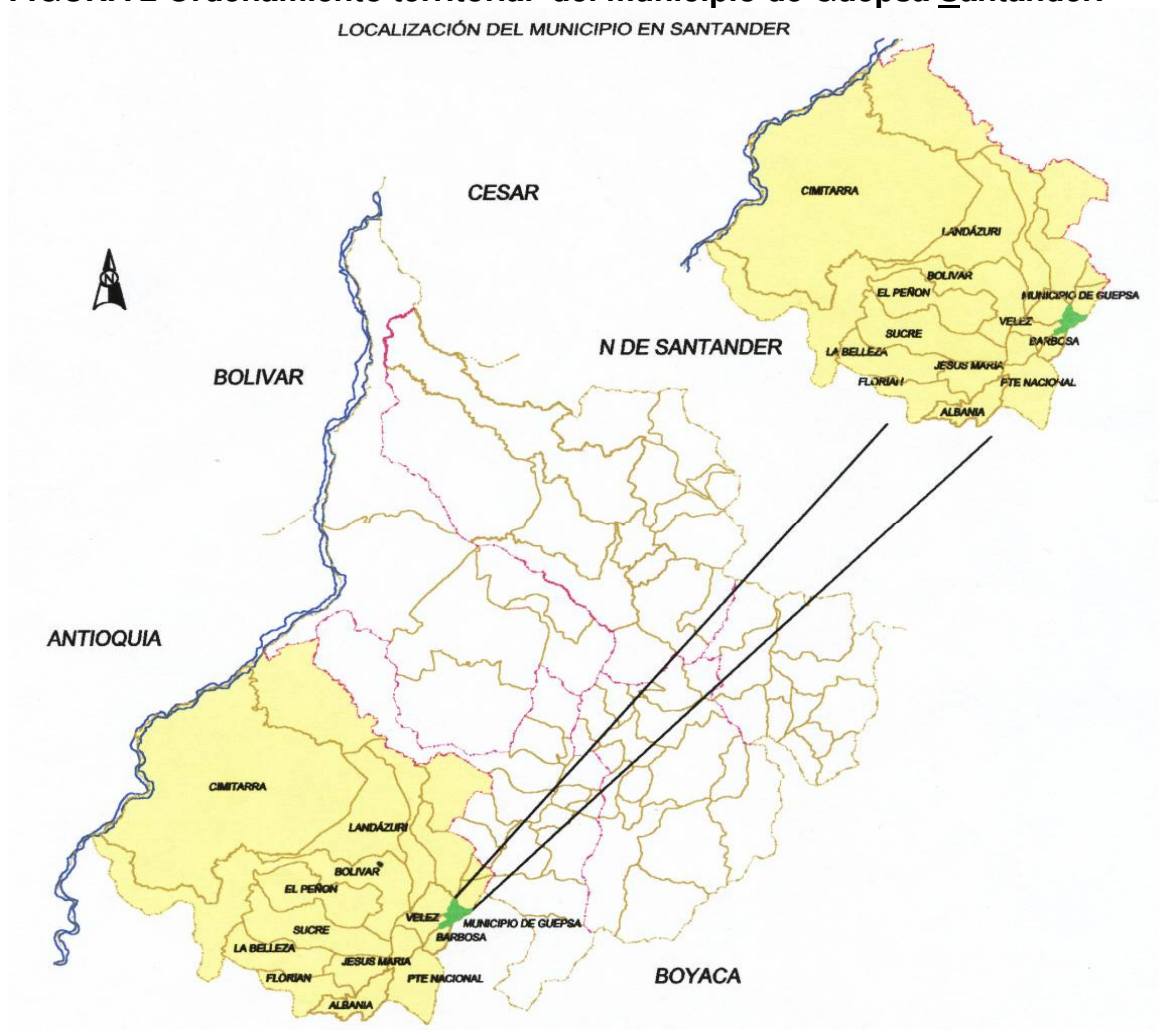 LOCALIZACIÓN DEL MUNICIPIO EN SANTANDER
CESAR
CIMITARRA
LANDÁZURI
BOLIVAR
EL PEÑON
MUNICIPIO DE GUEPSA
VELEZ
SUCRE
BARBOSA
LA BELLEZA
JESUS MARIA
FLORIAN
PTE NACIONAL
ALBANIA
N
N DE SANTANDER
BOLIVAR
ANTIOQUIA
CIMITARRA
LANDÁZURI
BOLIVAR
EL PEÑON
VELEZ
MUNICIPIO DE GUEPSA
SUCRE
BARBOSA
LA BELLEZA
JESUS MARIA
FLORIAN
PTE NACIONAL
ALBANIA
BOYACA